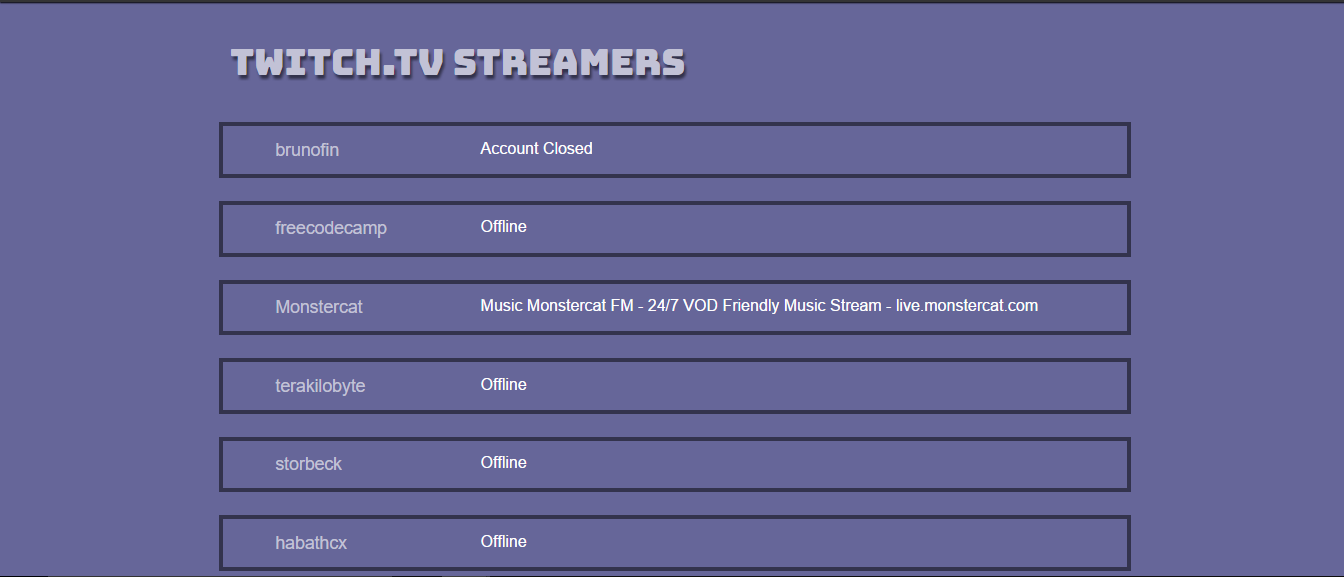 TWITCH.TV STREAMERS
brunofin Account Closed
freecodecamp Offline
Monstercat Music Monstercat FM - 24/7 VOD Friendly Music Stream - live.monstercat.com
terakilobyte Offline
storbeck Offline
habathcx Offline